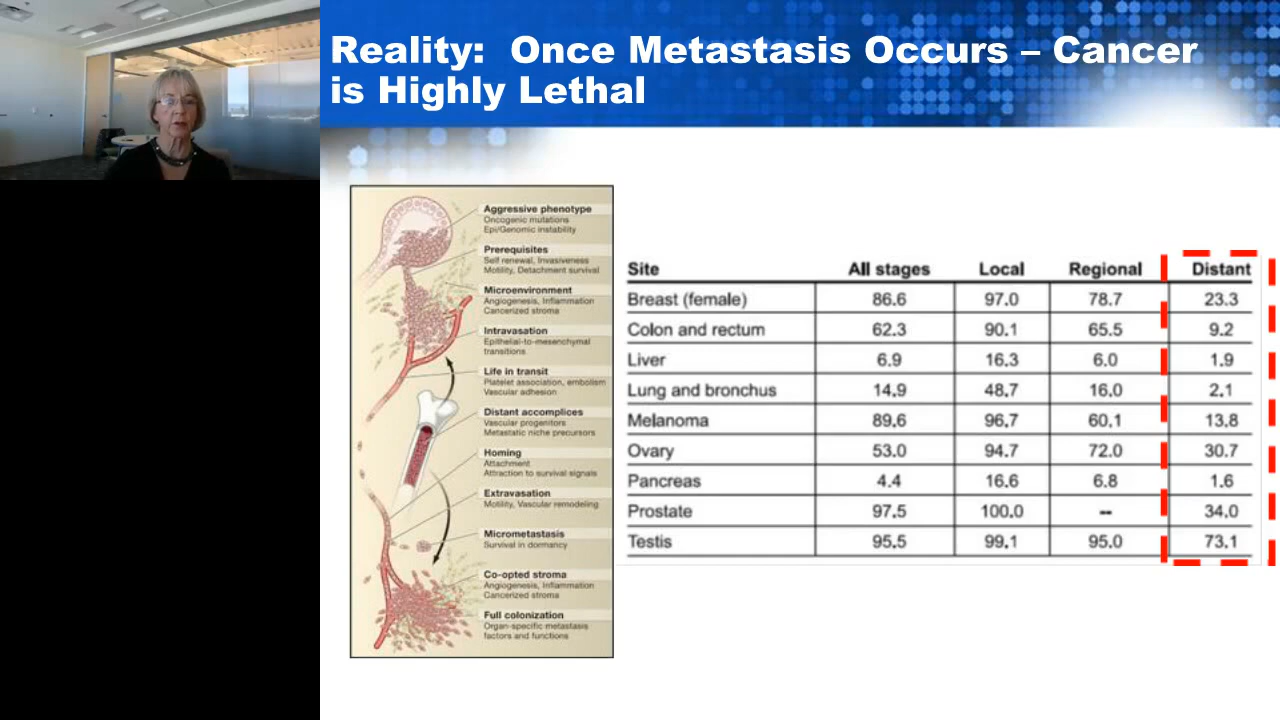 Reality: Once Metastasis Occurs – Cancer
is Highly Lethal
Aggressive phenotype
Oncogenic mutations
Epi/Genomic instability
Prerequisites
Self renewal, Invasiveness
Motility, Detachment survival
Microenvironment
Angiogenesis, Inflammation
Cancerized stroma
Intravasation
Epithelial-to-mesenchymal
transitions
Life in transit
Platelet association, embolism
Vascular adhesion
Distant accomplices
Vascular progenitors
Metastatic niche precursors
Homing
Attachment
Attraction to survival signals
Extravasation
Motility, Vascular remodeling
Micrometastasis
Survival in dormancy
Co-opted stroma
Angiogenesis, Inflammation
Cancerized stroma
Full colonization
Organ-specific metastasis
factors and functions
Site All stages Local Regional Distant
Breast (female) 86.6 97.0 78.7 23.3
Colon and rectum 62.3 90.1 65.5 9.2
Liver 6.9 16.3 6.0 1.9
Lung and bronchus 14.9 48.7 16.0 2.1
Melanoma 89.6 96.7 60.1 13.8
Ovary 53.0 94.7 72.0 30.7
Pancreas 4.4 16.6 6.8 1.6
Prostate 97.5 100.0 -- 34.0
Testis 95.5 99.1 95.0 73.1